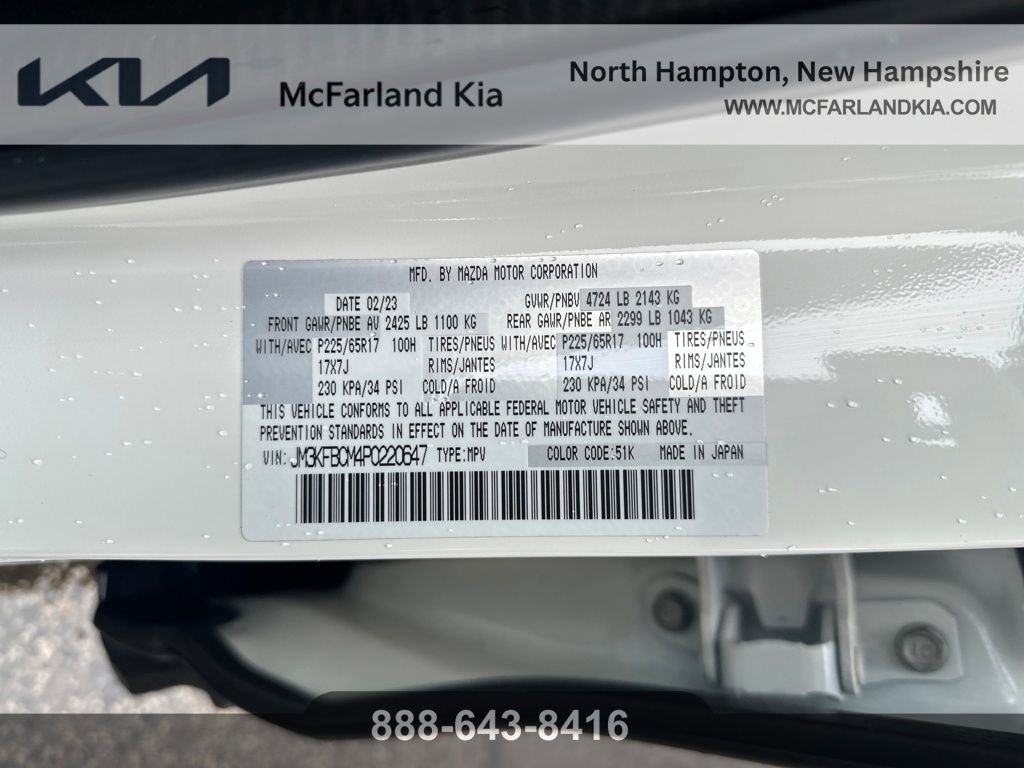 KIA
McFarland Kia
North Hampton, New Hampshire
WWW.MCFARLANDKIA.COM
MFD. BY MAZDA MOTOR CORPORATION
DATE 02/23 GVWR/PNBV 4724 LB 2143 KG
FRONT GAWR/PNBE AV 2425 LB 1100 KG REAR GAWR/PNBE AR 2299 LB 1043 KG
WITH/AVEC P225/65R17 100H TIRES/PNEUS WITH/AVEC P225/65R17 100H TIRES/PNEUS
17X7J RIMS/JANTES 17X7J RIMS/JANTES
230 KPA/34 PSI COLD/A FROID 230 KPA/34 PSI COLD/A FROID
THIS VEHICLE CONFORMS TO ALL APPLICABLE FEDERAL MOTOR VEHICLE SAFETY AND THEFT
PREVENTION STANDARDS IN EFFECT ON THE DATE OF MANUFACTURE SHOWN ABOVE.
VIN: JM3KFBCM4P0220647 TYPE:MPV COLOR CODE:51K MADE IN JAPAN
888-643-8416